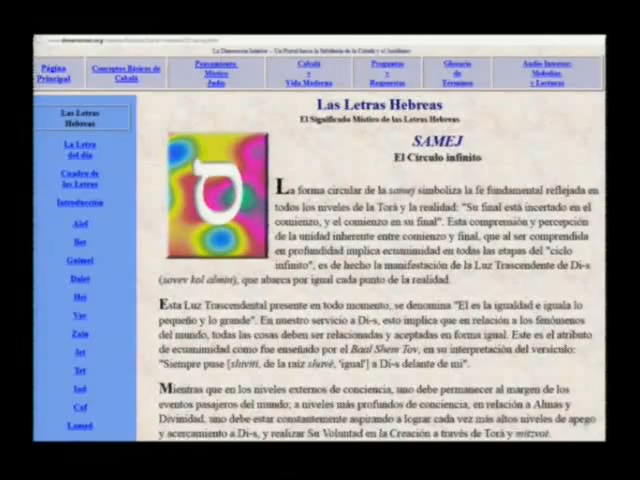 La Dimensión Interior - Un Portal hacia la Sabiduría de la Cabalá y el Jasidismo
Página
Principal
Conceptos Básicos de
Cabalá
Pensamiento
Místico
Judío
Cabalá
y
Vida Moderna
Preguntas
y
Respuestas
Glosario
de
Términos
Audio Interno:
Melodías
y Lecturas
Las Letras
Hebreas
La Letra
del día
Cuadro de
las Letras
Introducción
Alef
Bet
Guimel
Dalet
Hei
Vav
Zain
Jet
Tet
Iud
Caf
Lamed
Las Letras Hebreas
El Significado Místico de las Letras Hebreas
SAMEJ
El Círculo infinito
ס
La forma circular de la samej simboliza la fe fundamental reflejada en
todos los niveles de la Torá y la realidad: "Su final está incertado en el
comienzo, y el comienzo en su final". Esta comprensión y percepción
de la unidad inherente entre comienzo y final, que al ser comprendida
en profundidad implica ecuanimidad en todas las etapas del "ciclo
infinito", es de hecho la manifestación de la Luz Trascendente de Di-s
(sovev kol almin), que abarca por igual cada punto de la realidad.
Esta Luz Trascendental presente en todo momento, se denomina "El es la igualdad e iguala lo
pequeño y lo grande". En nuestro servicio a Di-s, esto implica que en relación a los fenómenos
del mundo, todas las cosas deben ser relacionadas y aceptadas en forma igual. Este es el atributo
de ecuanimidad como fue enseñado por el Baal Shem Tov, en su interpretación del versículo:
"Siempre puse [shiviti, de la raíz shavé, 'igual'] a Di-s delante de mi".
Mientras que en los niveles externos de conciencia, uno debe permanecer al margen de los
eventos pasajeros del mundo; a niveles más profundos de conciencia, en relación a Almas y
Divinidad, uno debe estar constantemente aspirando a lograr cada vez más altos niveles de apego
y acercamiento a Di-s, y realizar Su Voluntad en la Creación a través de Torá y mitzvot.